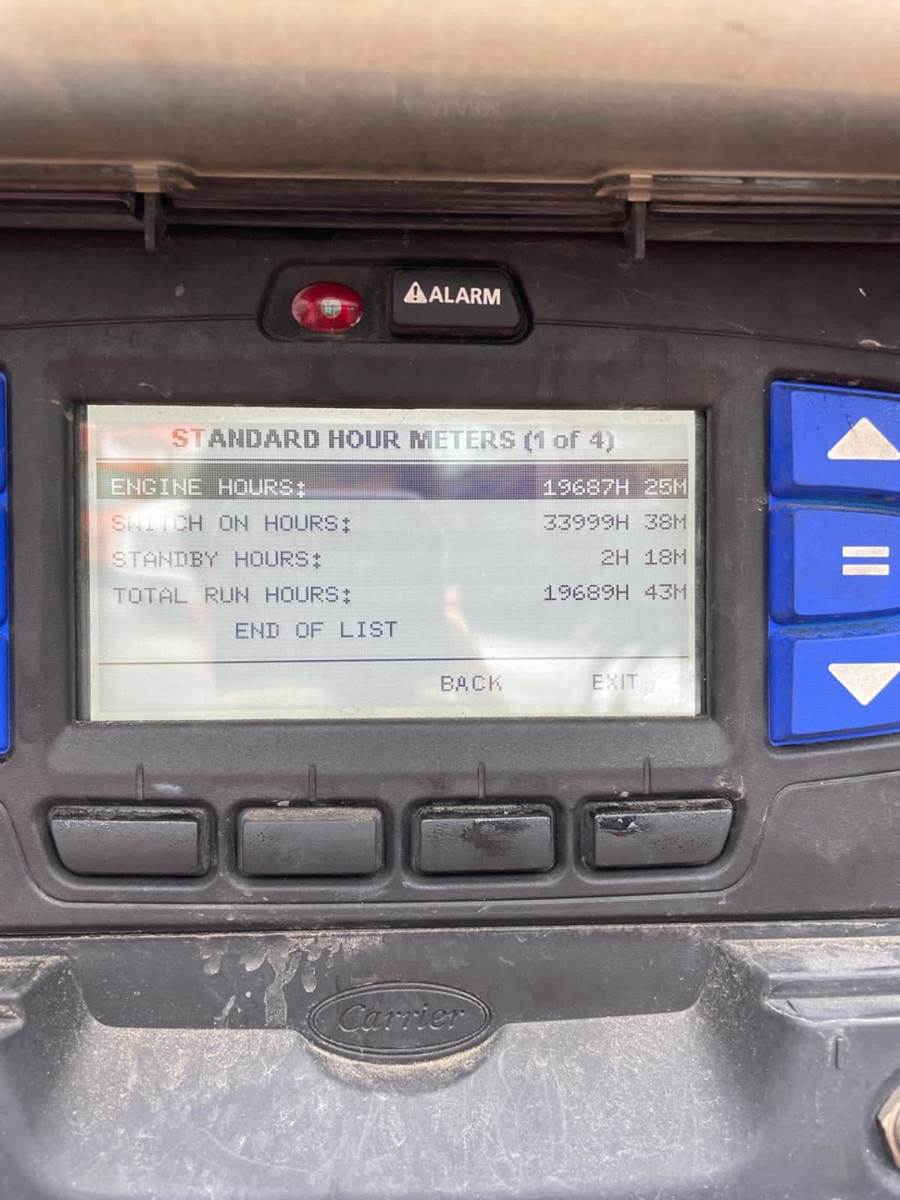 ⚠ALARM
STANDARD HOUR METERS (1 of 4)
ENGINE HOURS: 19687H 25M
SWITCH ON HOURS: 33999H 38M
STANDBY HOURS: 2H 18M
TOTAL RUN HOURS: 19689H 43M
END OF LIST
BACK EXIT
Carrier